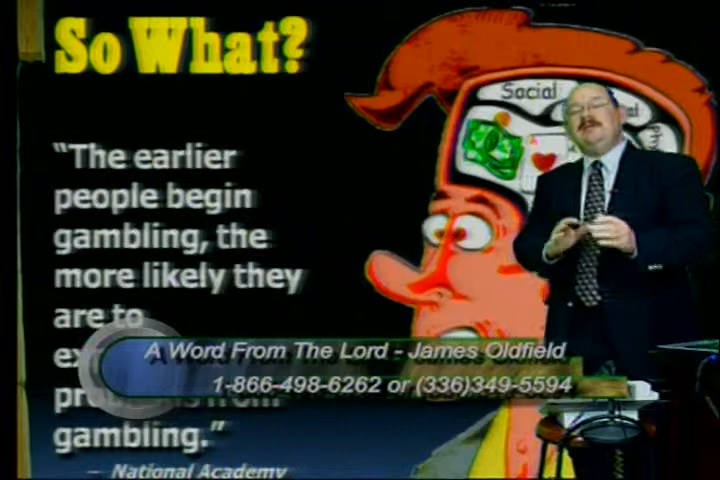 So What?
Social
"The earlier
people begin
gambling, the
more likely they
are to
A Word From The Lord - James Oldfield
1-866-498-6262 or (336)349-5594
gambling."
– National Academy